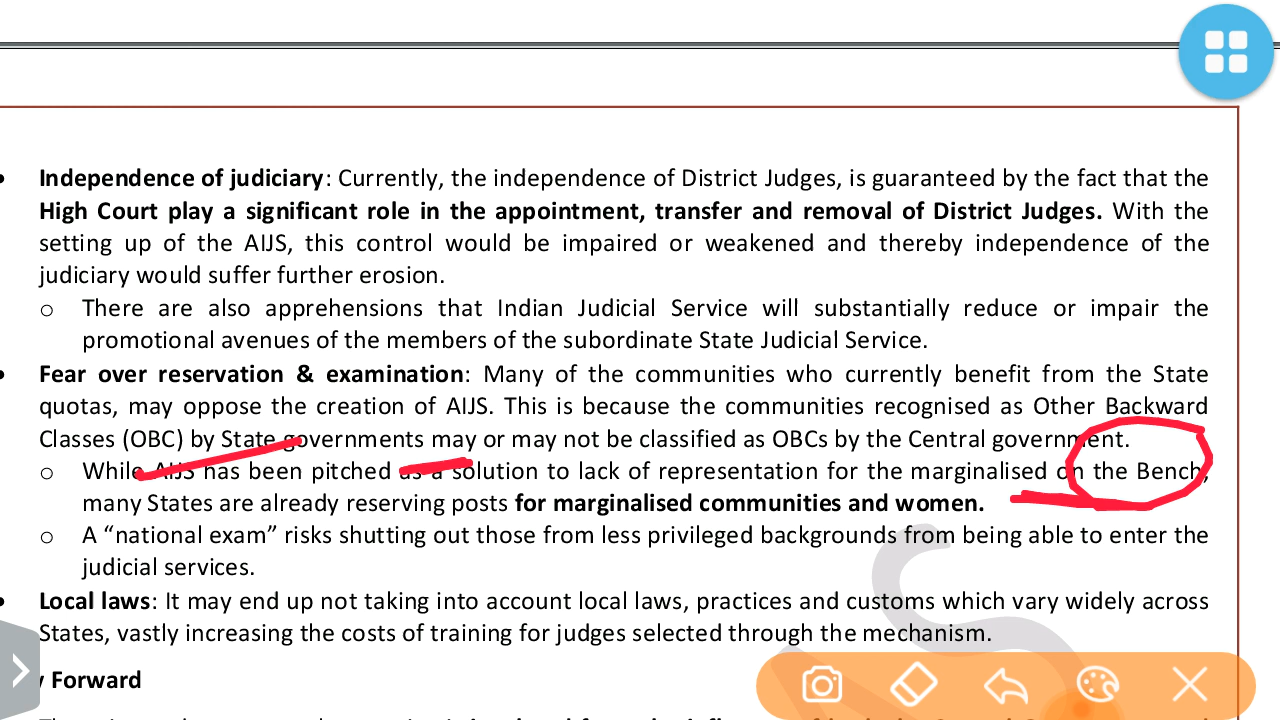 • Independence of judiciary: Currently, the independence of District Judges, is guaranteed by the fact that the
High Court play a significant role in the appointment, transfer and removal of District Judges. With the
setting up of the AIJS, this control would be impaired or weakened and thereby independence of the
judiciary would suffer further erosion.
o There are also apprehensions that Indian Judicial Service will substantially reduce or impair the
promotional avenues of the members of the subordinate State Judicial Service.
• Fear over reservation & examination: Many of the communities who currently benefit from the State
quotas, may oppose the creation of AIJS. This is because the communities recognised as Other Backward
Classes (OBC) by State governments may or may not be classified as OBCs by the Central government.
o While AIJS has been pitched as a solution to lack of representation for the marginalised on the Bench,
many States are already reserving posts for marginalised communities and women.
o A “national exam” risks shutting out those from less privileged backgrounds from being able to enter the
judicial services.
• Local laws: It may end up not taking into account local laws, practices and customs which vary widely across
States, vastly increasing the costs of training for judges selected through the mechanism.
Forward